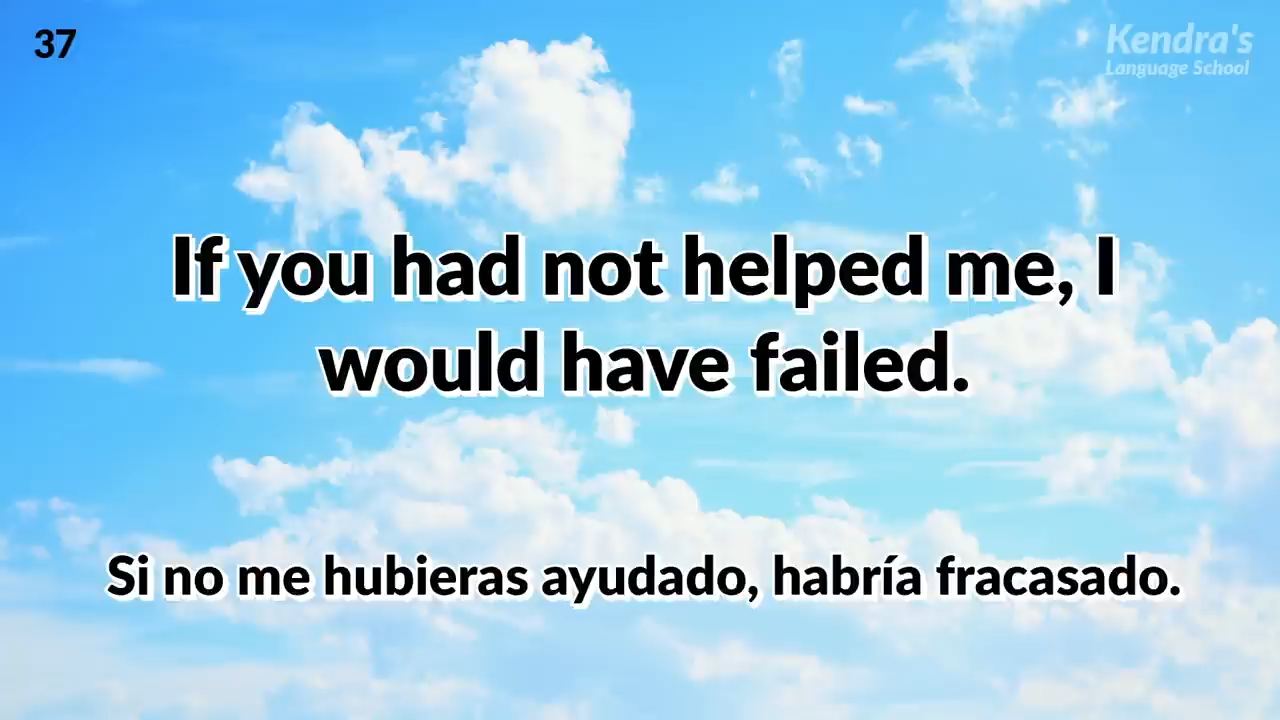 37
Kendra's
Language School
If you had not helped me, I
would have failed.
Si no me hubieras ayudado, habría fracasado.